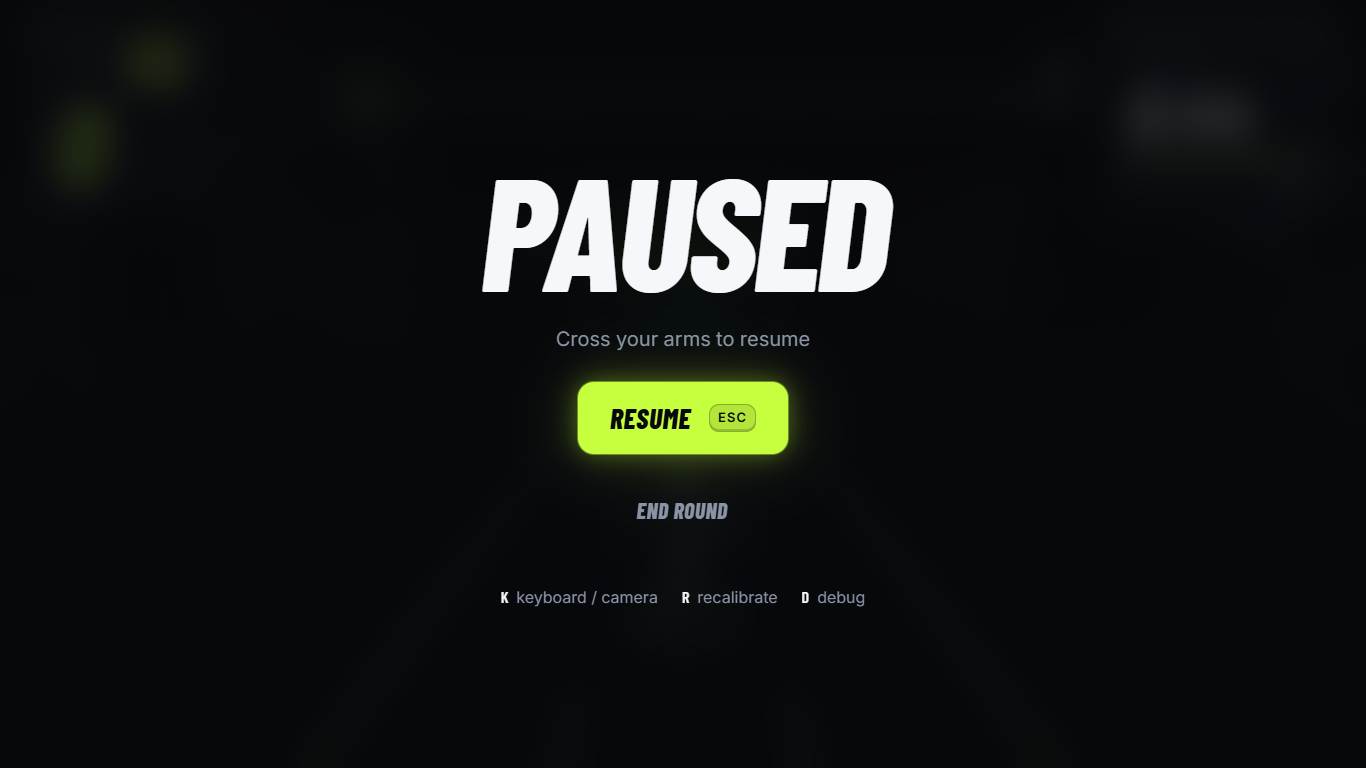 PAUSED
Cross your arms to resume
RESUME ESC
END ROUND
K keyboard / camera R recalibrate D debug